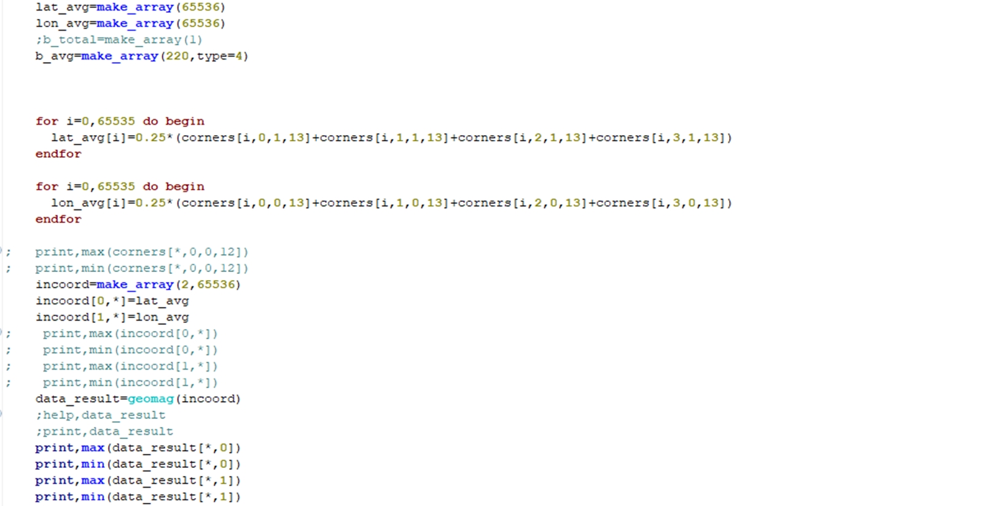 lat_avg=make_array(65536)
lon_avg=make_array(65536)
;b_total=make_array(1)
b_avg=make_array(220,type=4)
for i=0,65535 do begin
lat_avg[i]=0.25*(corners[i,0,1,13]+corners[i,1,1,13]+corners[i,2,1,13]+corners[i,3,1,13])
endfor
for i=0,65535 do begin
lon_avg[i]=0.25*(corners[i,0,0,13]+corners[i,1,0,13]+corners[i,2,0,13]+corners[i,3,0,13])
endfor
; print,max(corners[*,0,0,12])
; print,min(corners[*,0,0,12])
incoord=make_array(2,65536)
incoord[0,*]=lat_avg
incoord[1,*]=lon_avg
; print,max(incoord[0,*])
; print,min(incoord[0,*])
; print,max(incoord[1,*])
; print,min(incoord[1,*])
data_result=geomag(incoord)
;help,data_result
;print,data_result
print,max(data_result[*,0])
print,min(data_result[*,0])
print,max(data_result[*,1])
print,min(data_result[*,1])